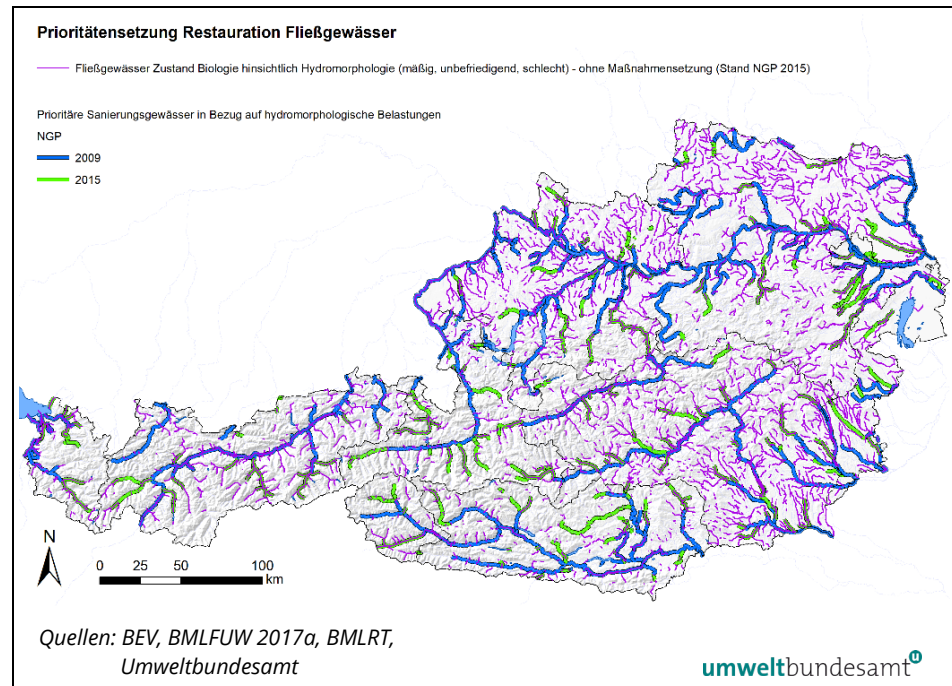 Prioritätensetzung Restauration Fließgewässer
Fließgewässer Zustand Biologie hinsichtlich Hydromorphologie (mäßig, unbefriedigend, schlecht) - ohne Maßnahmensetzung (Stand NGP 2015)
Prioritäre Sanierungsgewässer in Bezug auf hydromorphologische Belastungen
NGP
2009
2015
N
0 25 50 100
km
Quellen: BEV, BMLFUW 2017a, BMLRT,
Umweltbundesamt
umweltbundesamt